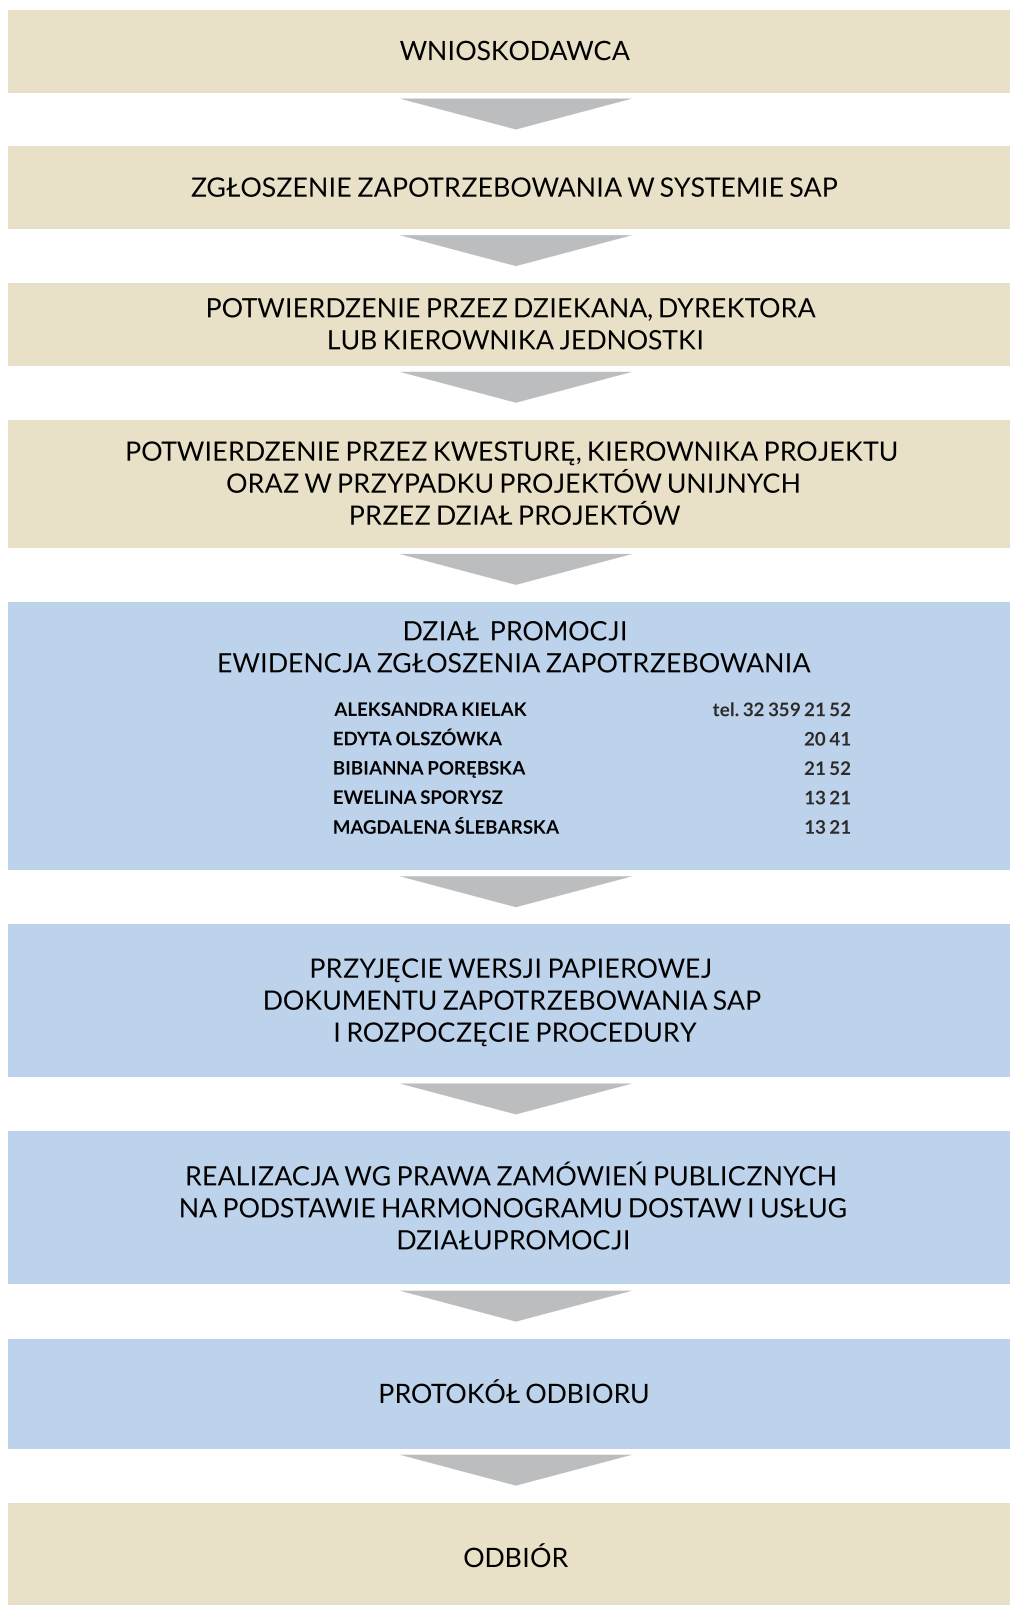 WNIOSKODAWCA
ZGŁOSZENIE ZAPOTRZEBOWANIA W SYSTEMIE SAP
POTWIERDZENIE PRZEZ DZIEKANA, DYREKTORA
LUB KIEROWNIKA JEDNOSTKI
POTWIERDZENIE PRZEZ KWESTURĘ, KIEROWNIKA PROJEKTU
ORAZ W PRZYPADKU PROJEKTÓW UNIJNYCH
PRZEZ DZIAŁ PROJEKTÓW
DZIAŁ PROMOCJI
EWIDENCJA ZGŁOSZENIA ZAPOTRZEBOWANIA
ALEKSANDRA KIELAK tel. 32 359 21 52
EDYTA OLSZÓWKA 20 41
BIBIANNA PORĘBSKA 21 52
EWELINA SPORYSZ 13 21
MAGDALENA ŚLEBARSKA 13 21
PRZYJĘCIE WERSJI PAPIEROWEJ
DOKUMENTU ZAPOTRZEBOWANIA SAP
I ROZPOCZĘCIE PROCEDURY
REALIZACJA WG PRAWA ZAMÓWIEŃ PUBLICZNYCH
NA PODSTAWIE HARMONOGRAMU DOSTAW I USŁUG
DZIAŁUPROMOCJI
PROTOKÓŁ ODBIORU
ODBIÓR